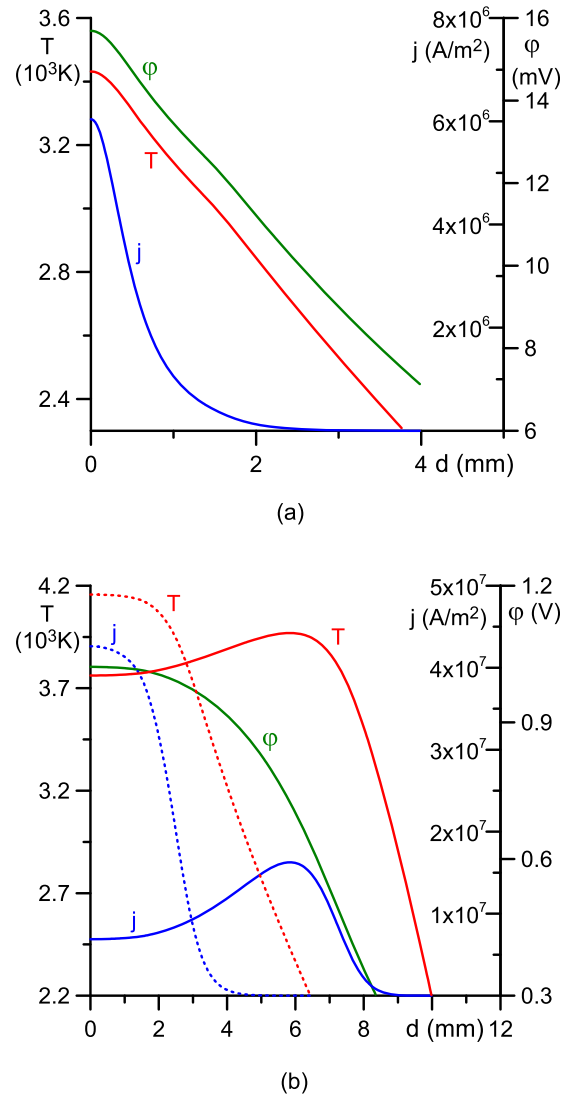 3.6
T
(10³K)
3.2
2.8
2.4
φ
T
j
8x10⁶
j (A/m²)
6x10⁶
4x10⁶
2x10⁶
16
φ
(mV)
14
12
10
8
6
0 2 4 d (mm)
(a)
4.2
T
(10³K)
3.7
3.2
2.7
2.2
j
T
T
φ
j
5x10⁷
j (A/m²)
4x10⁷
3x10⁷
2x10⁷
1x10⁷
1.2
φ (V)
0.9
0.6
0.3
0 2 4 6 8 d (mm) 12
(b)